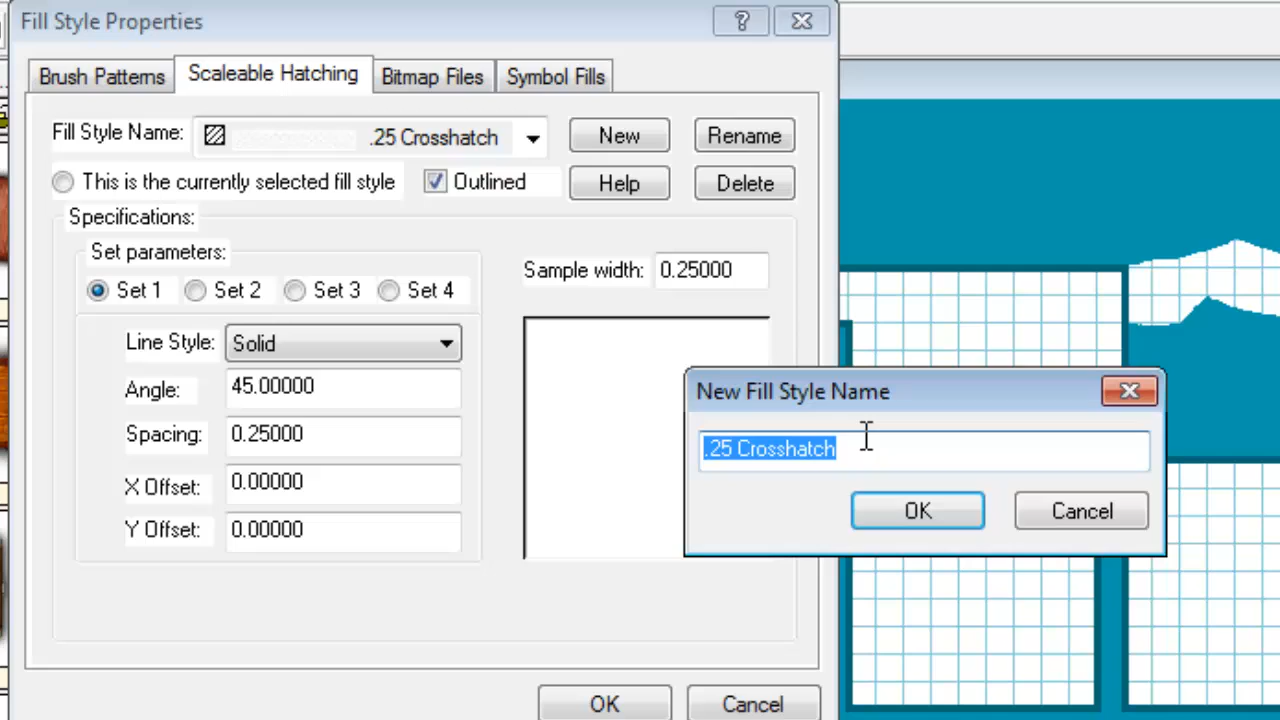 Fill Style Properties
Brush Patterns Scaleable Hatching Bitmap Files Symbol Fills
Fill Style Name: .25 Crosshatch New Rename
This is the currently selected fill style Outlined Help Delete
Specifications:
Set parameters:
Sample width: 0.25000
Set 1 Set 2 Set 3 Set 4
Line Style: Solid
Angle: 45.00000
Spacing: 0.25000
X Offset: 0.00000
Y Offset: 0.00000
New Fill Style Name
.25 Crosshatch
OK Cancel
OK Cancel